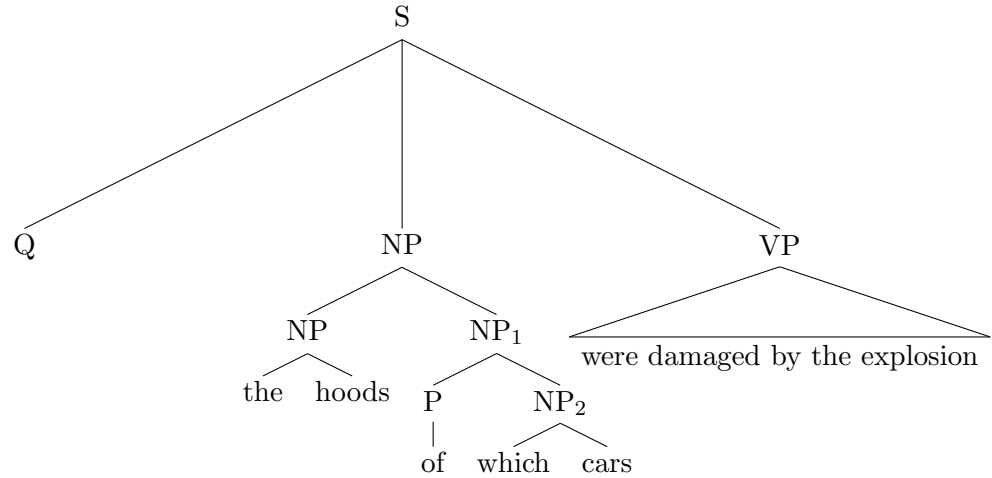 S
Q NP VP
NP NP₁
were damaged by the explosion
the hoods P NP₂
of which cars